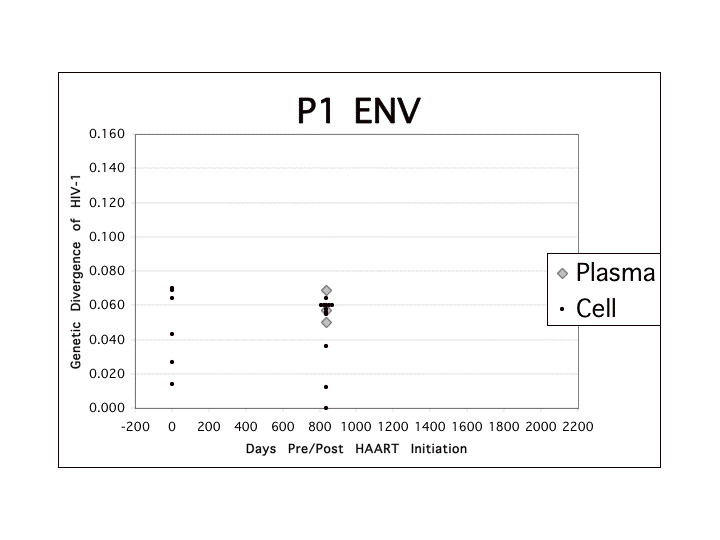 P1 ENV
0.160
0.140
0.120
0.100
0.080
0.060
0.040
0.020
0.000
Genetic Divergence of HIV-1
-200 0 200 400 600 800 1000 1200 1400 1600 1800 2000 2200
Days Pre/Post HAART Initiation
Plasma
Cell